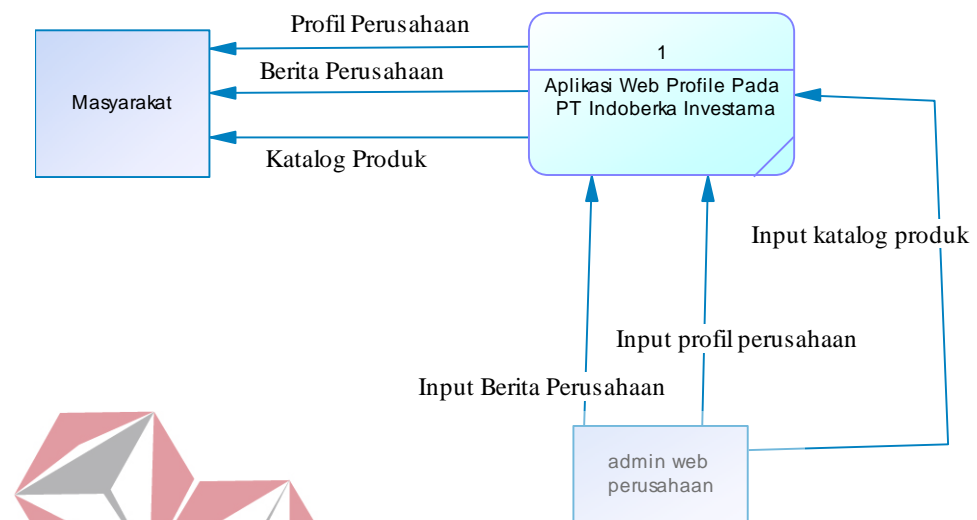 Profil Perusahaan
Berita Perusahaan
Katalog Produk
Masyarakat
1
Aplikasi Web Profile Pada
PT Indoberka Investama
Input katalog produk
Input profil perusahaan
Input Berita Perusahaan
admin web
perusahaan